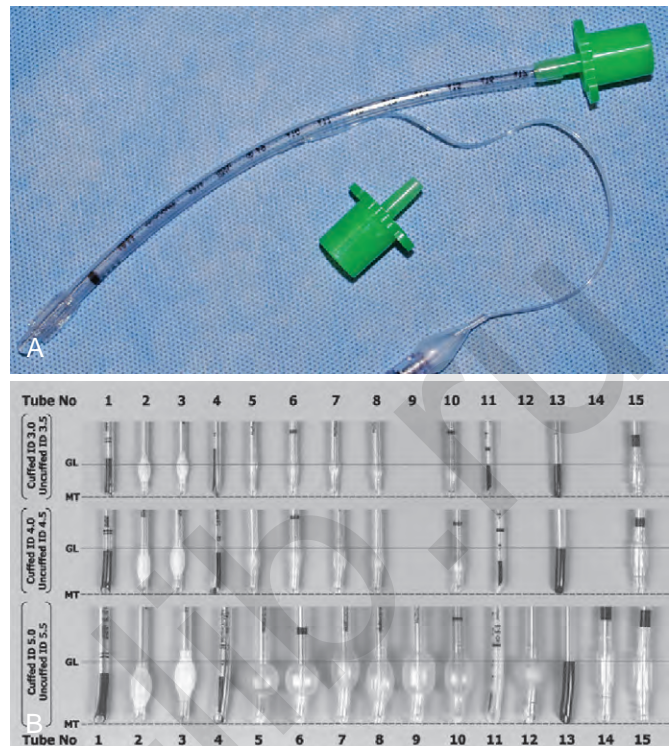 A
Tube No 1 2 3 4 5 6 7 8 9 10 11 12 13 14 15
Cuffed ID 3.0
Uncuffed ID 3.5
GL
MT
Cuffed ID 4.0
Uncuffed ID 4.5
GL
MT
Cuffed ID 5.0
Uncuffed ID 5.5
GL
B
MT
Tube No 1 2 3 4 5 6 7 8 9 10 11 12 13 14 15